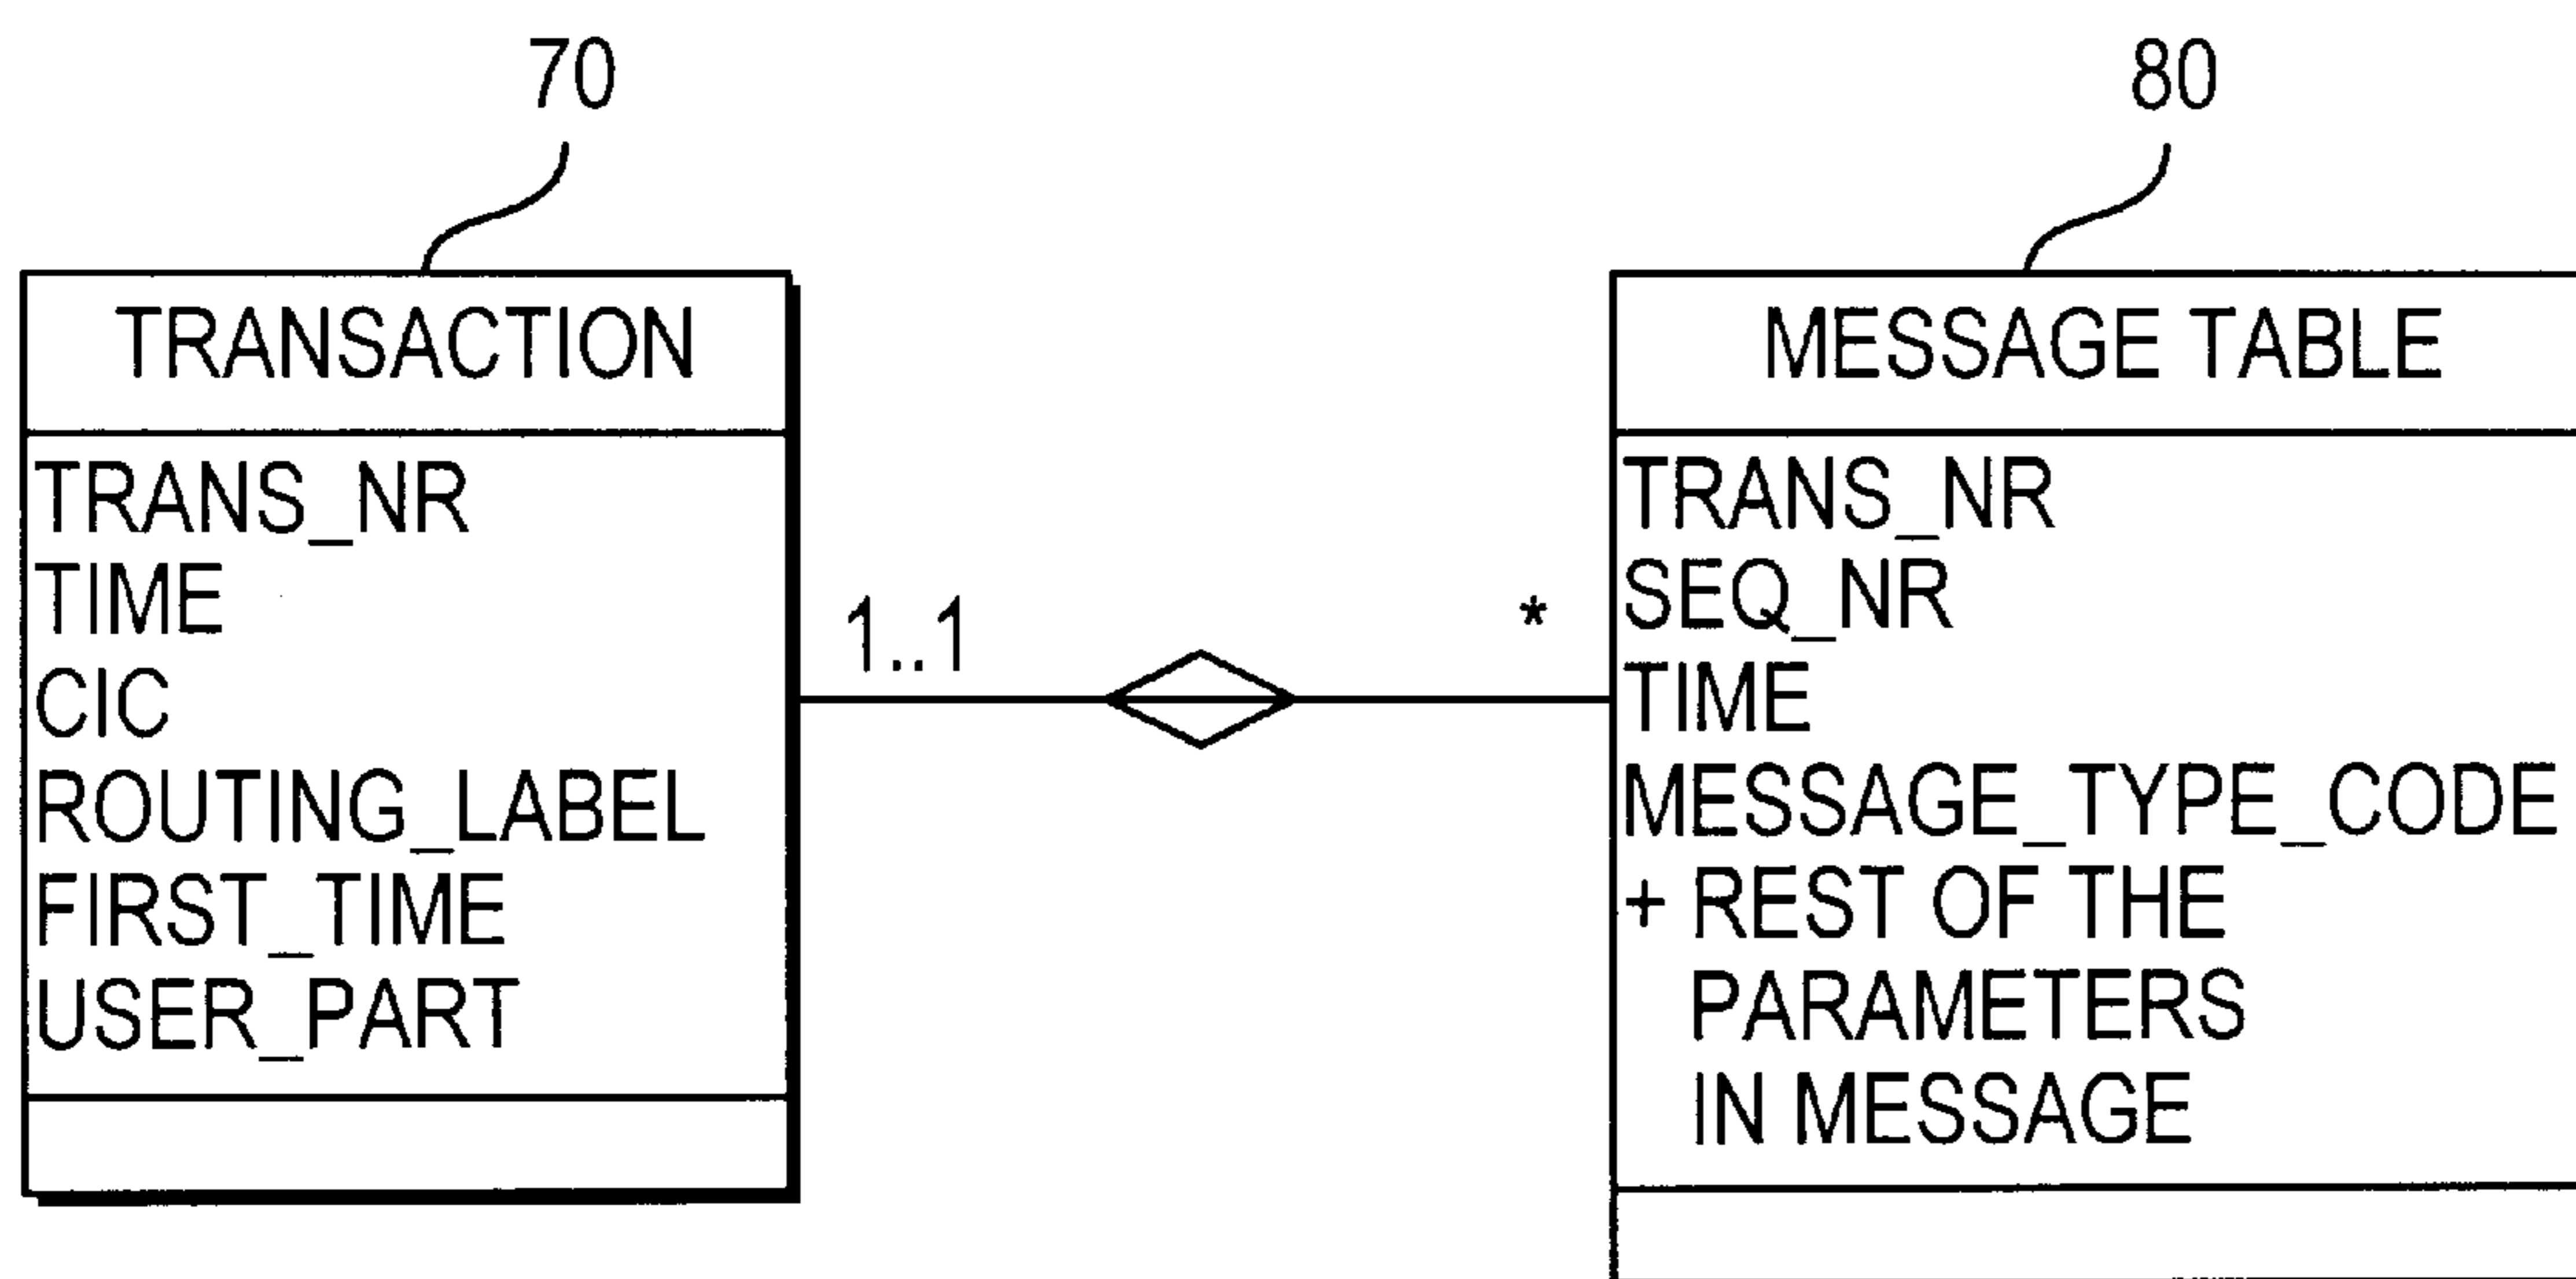 70
80
TRANSACTION
TRANS_NR
TIME
CIC
ROUTING_LABEL
FIRST_TIME
USER_PART
1..1
*
MESSAGE TABLE
TRANS_NR
SEQ_NR
TIME
MESSAGE_TYPE_CODE
+ REST OF THE
PARAMETERS
IN MESSAGE